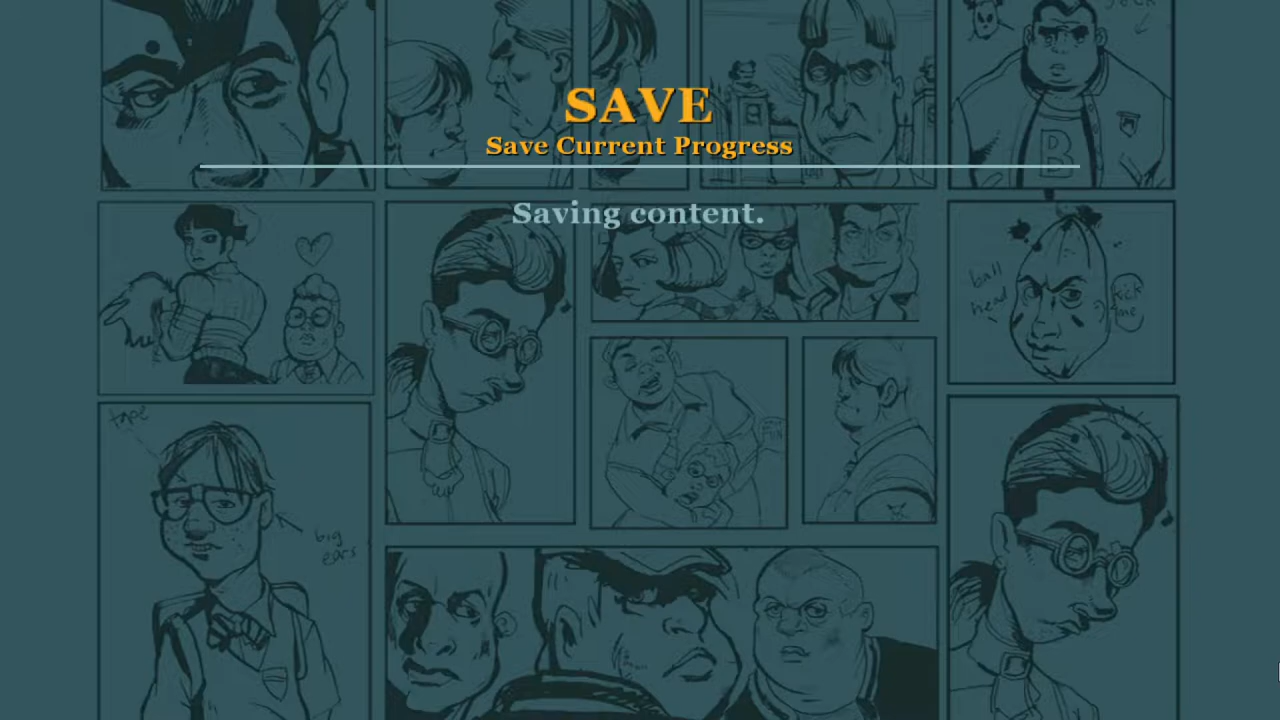 SAVE
Save Current Progress
Saving content.
B
ball
head
kick
me
tape
big
ears